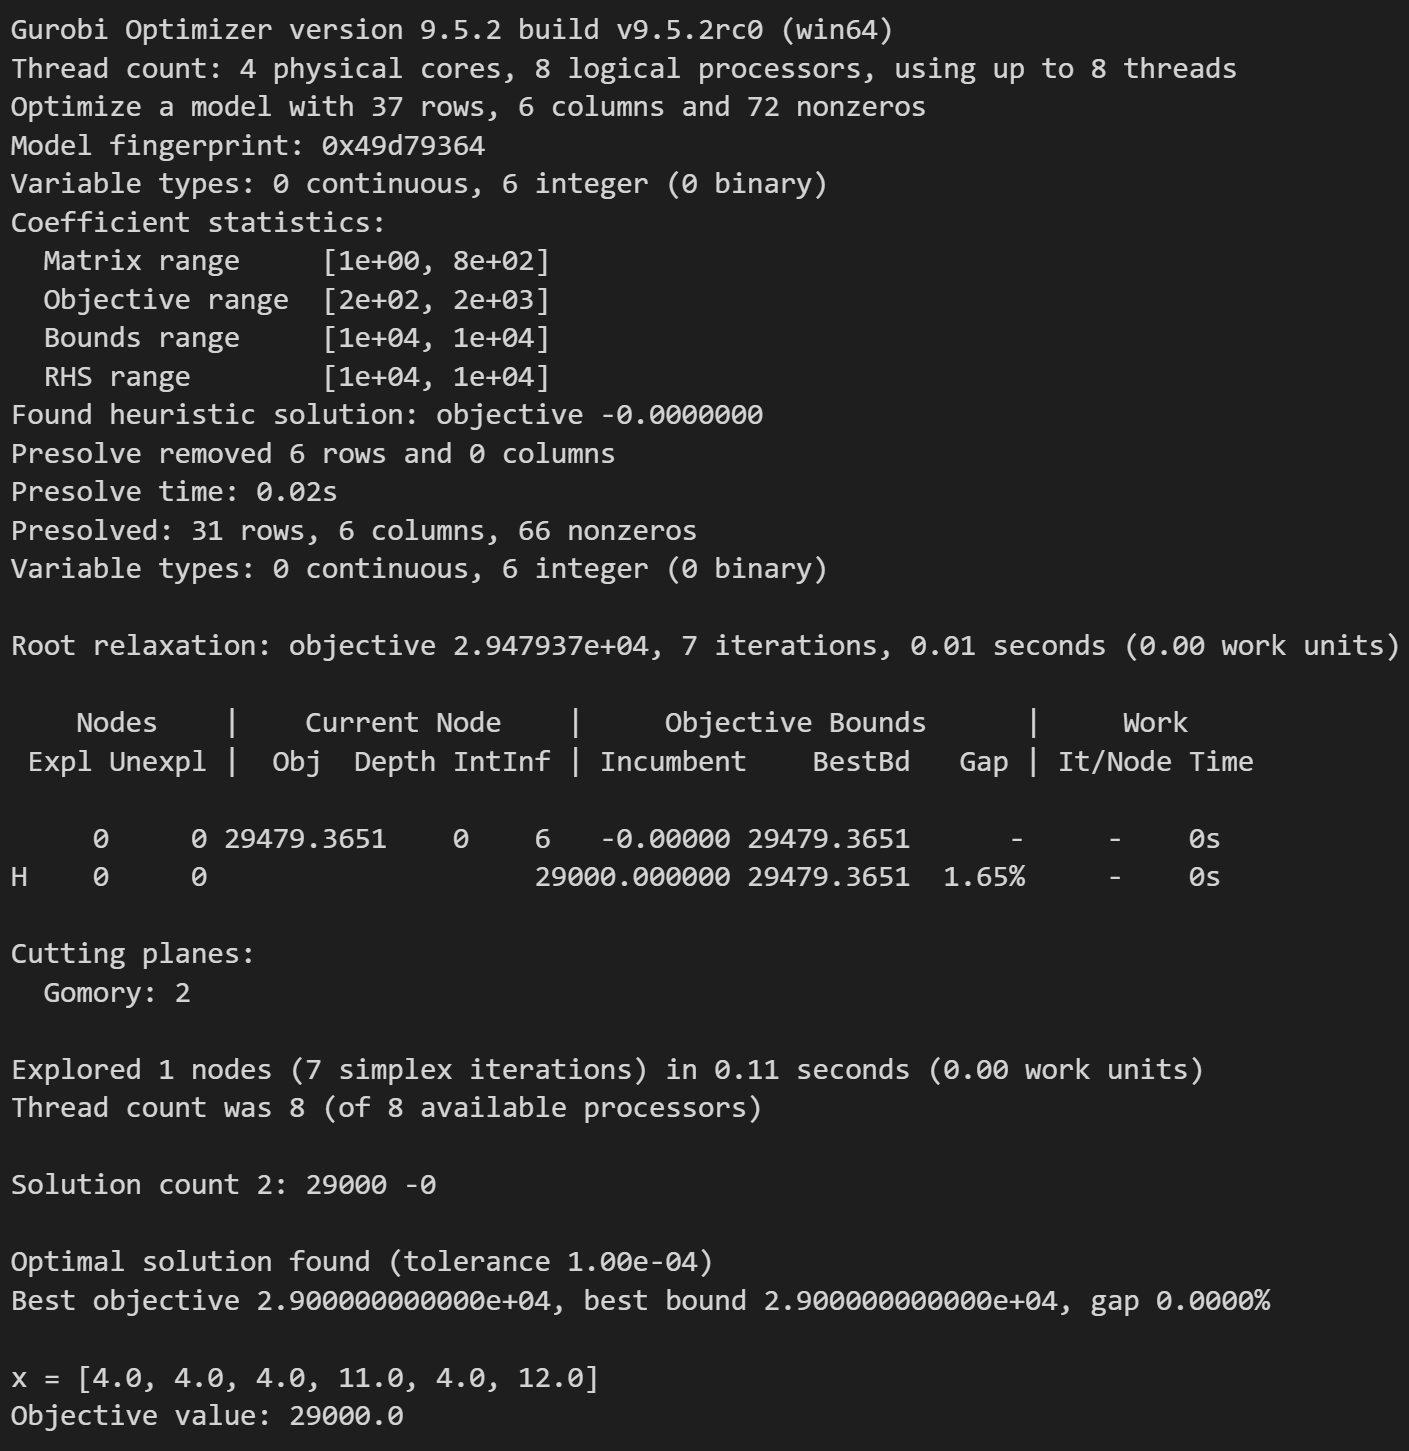 Gurobi Optimizer version 9.5.2 build v9.5.2rc0 (win64)
Thread count: 4 physical cores, 8 logical processors, using up to 8 threads
Optimize a model with 37 rows, 6 columns and 72 nonzeros
Model fingerprint: 0x49d79364
Variable types: 0 continuous, 6 integer (0 binary)
Coefficient statistics:
  Matrix range     [1e+00, 8e+02]
  Objective range  [2e+02, 2e+03]
  Bounds range     [1e+04, 1e+04]
  RHS range        [1e+04, 1e+04]
Found heuristic solution: objective -0.0000000
Presolve removed 6 rows and 0 columns
Presolve time: 0.02s
Presolved: 31 rows, 6 columns, 66 nonzeros
Variable types: 0 continuous, 6 integer (0 binary)

Root relaxation: objective 2.947937e+04, 7 iterations, 0.01 seconds (0.00 work units)

    Nodes    |    Current Node    |     Objective Bounds      |     Work
 Expl Unexpl |  Obj  Depth IntInf | Incumbent    BestBd   Gap | It/Node Time

     0     0 29479.3651    0    6   -0.00000 29479.3651      -     -    0s
H    0     0                    29000.000000 29479.3651  1.65%     -    0s

Cutting planes:
  Gomory: 2

Explored 1 nodes (7 simplex iterations) in 0.11 seconds (0.00 work units)
Thread count was 8 (of 8 available processors)

Solution count 2: 29000 -0

Optimal solution found (tolerance 1.00e-04)
Best objective 2.900000000000e+04, best bound 2.900000000000e+04, gap 0.0000%

x = [4.0, 4.0, 4.0, 11.0, 4.0, 12.0]
Objective value: 29000.0